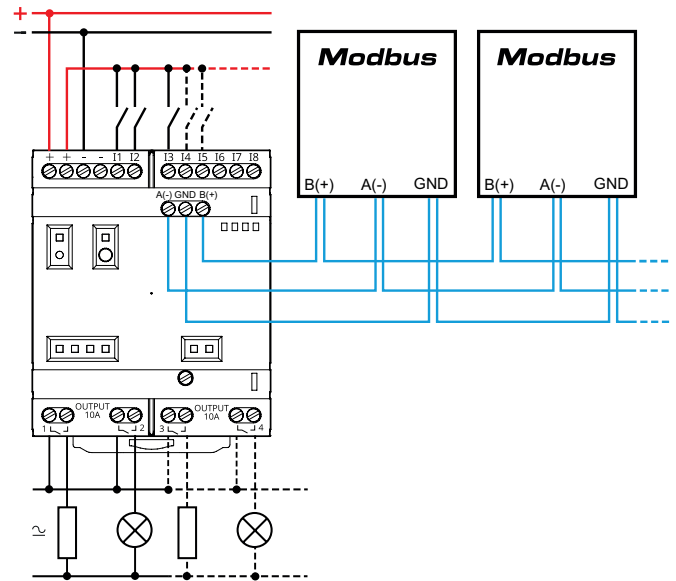 +
-
Modbus Modbus
+ + - - I1 I2 I3 I4 I5 I6 I7 I8
B(+) A(-) GND B(+) A(-) GND
A(-) GND B(+)
OUTPUT 10A OUTPUT 10A
1 2 3 4